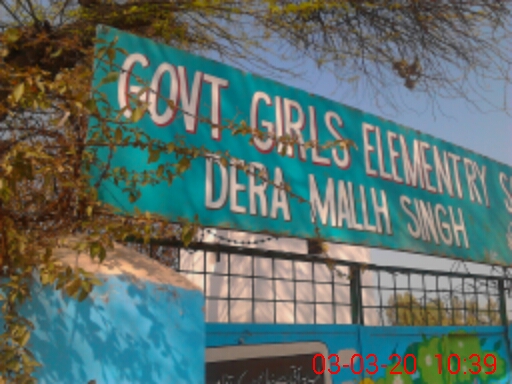 GOVT GIRLS ELEMENTRY S
DERA MALLH SINGH
03-03-20 10:39